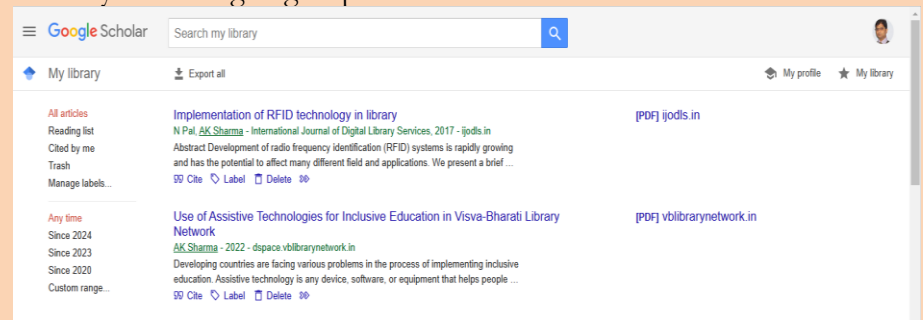 Google Scholar
Search my library
My library
Export all
My profile
My library
All articles
Reading list
Cited by me
Trash
Manage labels...
Any time
Since 2024
Since 2023
Since 2020
Custom range...
Implementation of RFID technology in library
N Pal, AK Sharma - International Journal of Digital Library Services, 2017 - ijodls.in
Abstract Development of radio frequency identification (RFID) systems is rapidly growing
and has the potential to affect many different field and applications. We present a brief ...
Cite Label Delete
[PDF] ijodls.in
Use of Assistive Technologies for Inclusive Education in Visva-Bharati Library
Network
AK Sharma - 2022 - dspace.vblibrarynetwork.in
Developing countries are facing various problems in the process of implementing inclusive
education. Assistive technology is any device, software, or equipment that helps people ...
Cite Label Delete
[PDF] vblibrarynetwork.in